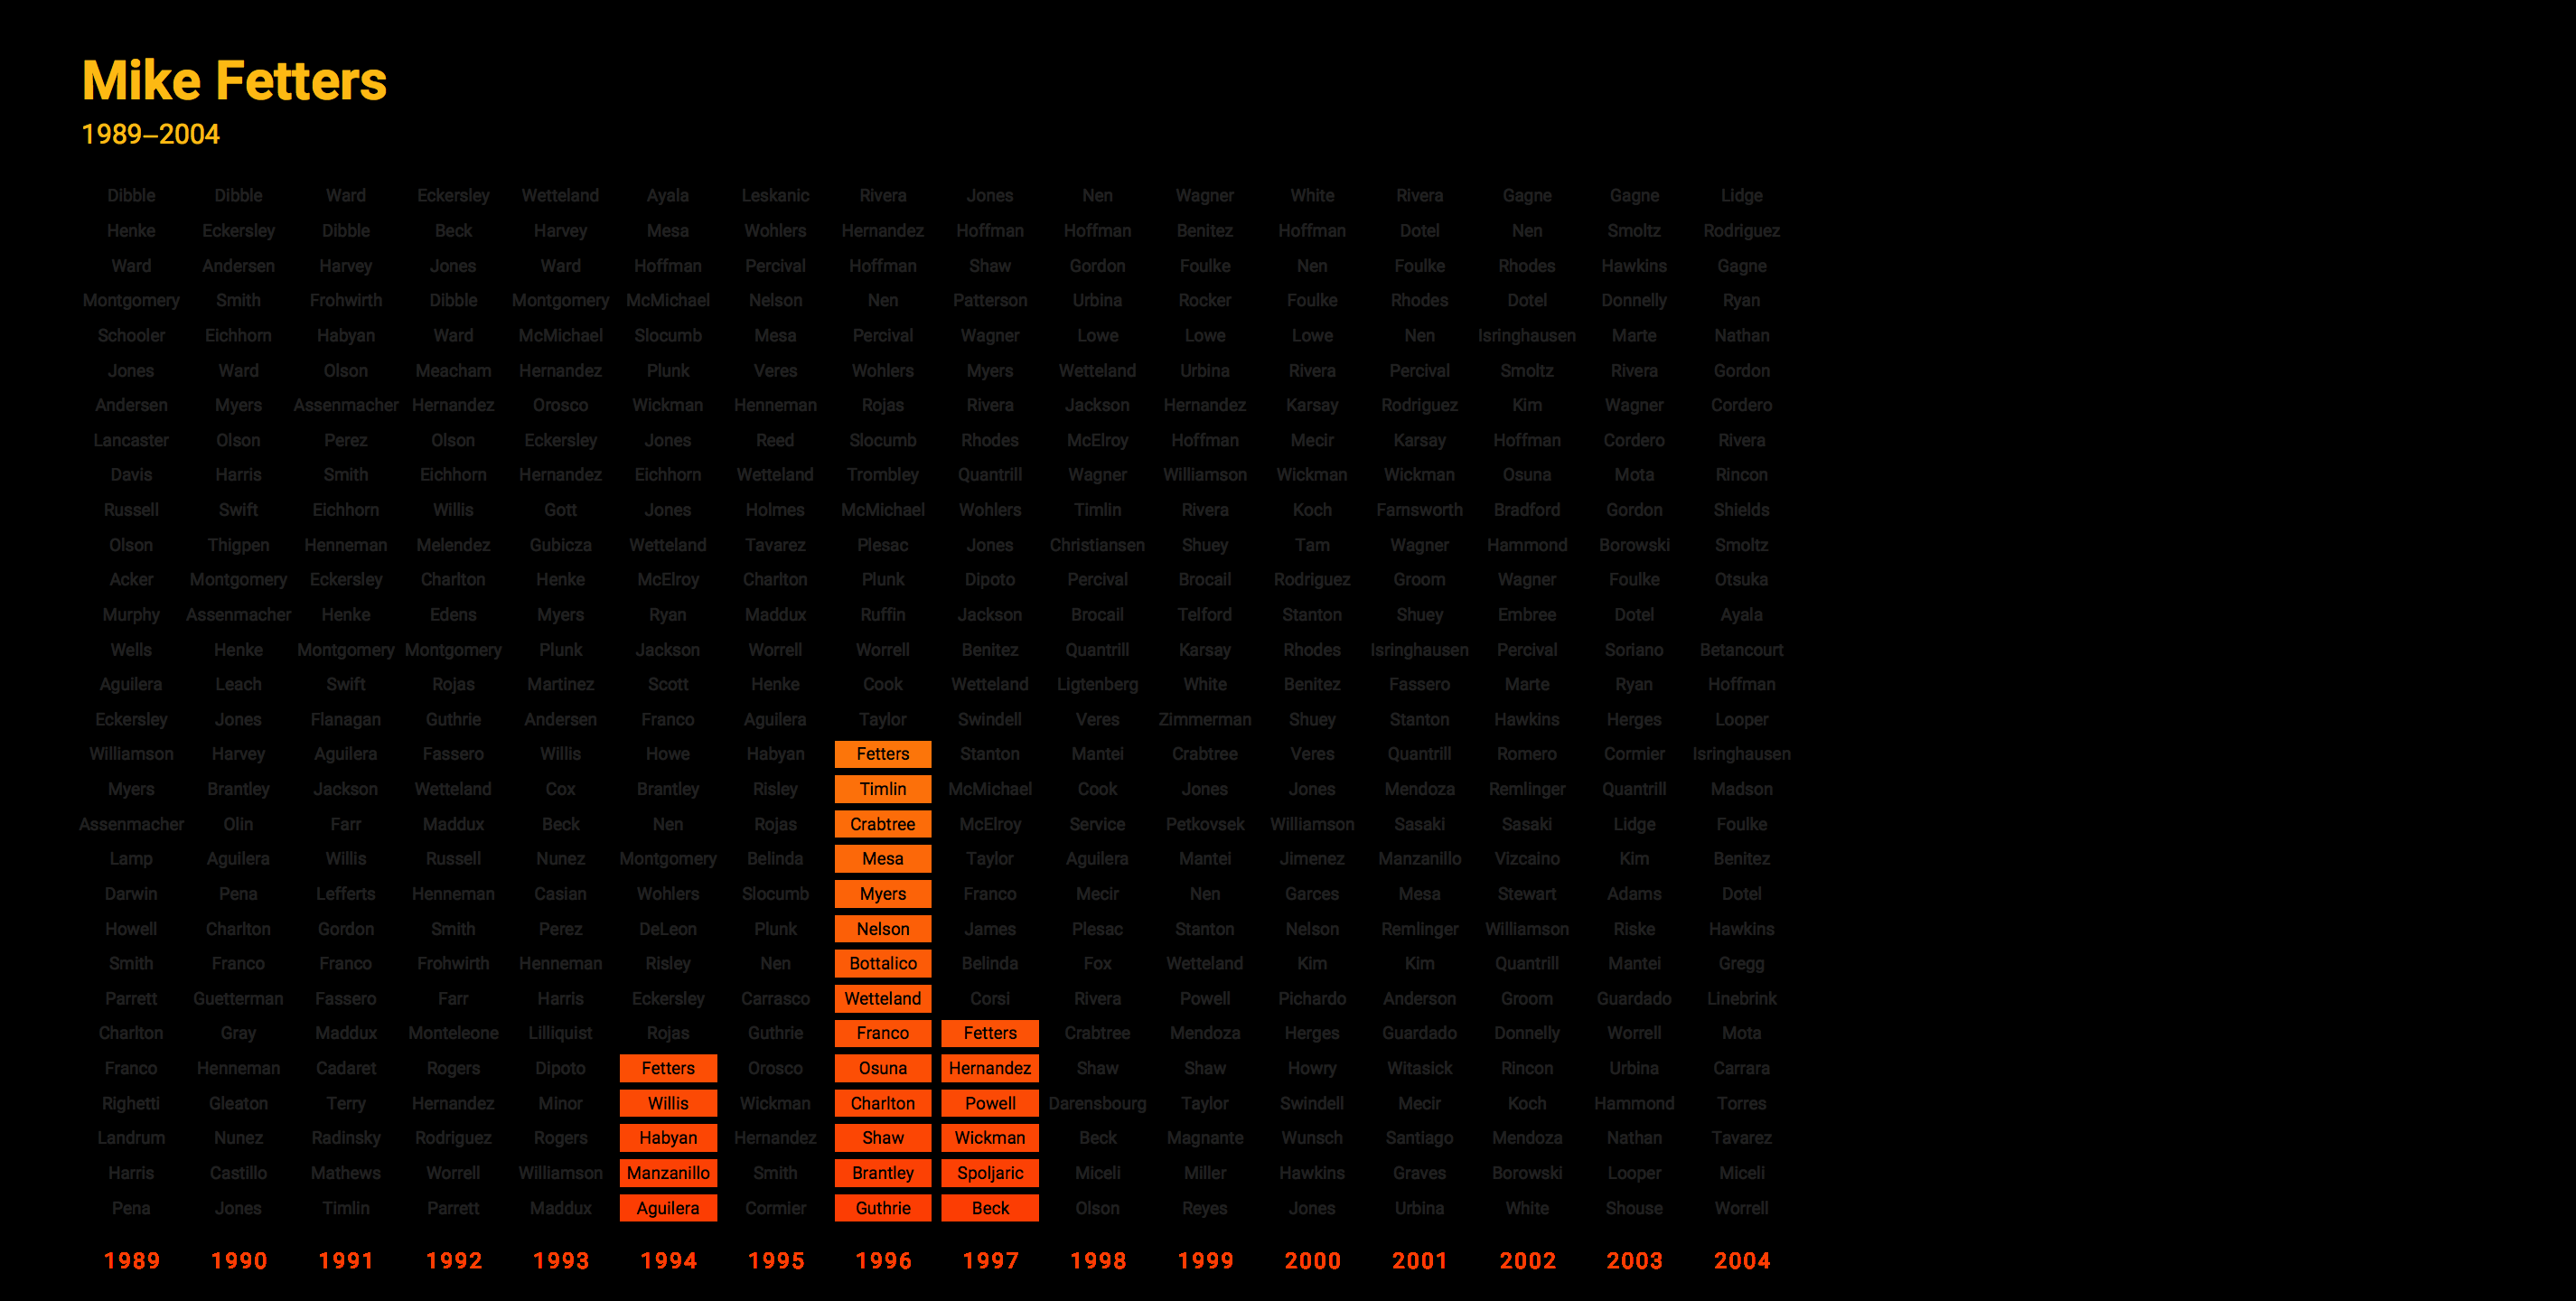 Mike Fetters
1989–2004
Dibble Dibble Ward Eckersley Wetteland Ayala Leskanic Rivera Jones Nen Wagner White Rivera Gagne Gagne Lidge
Henke Eckersley Dibble Beck Harvey Mesa Wohlers Hernandez Hoffman Hoffman Benitez Hoffman Dotel Nen Smoltz Rodriguez
Ward Andersen Harvey Jones Ward Hoffman Percival Hoffman Shaw Gordon Foulke Nen Foulke Rhodes Hawkins Gagne
Montgomery Smith Frohwirth Dibble Montgomery McMichael Nelson Nen Patterson Urbina Rocker Foulke Rhodes Dotel Donnelly Ryan
Schooler Eichhorn Habyan Ward McMichael Slocumb Mesa Percival Wagner Lowe Lowe Lowe Nen Isringhausen Marte Nathan
Jones Ward Olson Meacham Hernandez Plunk Veres Wohlers Myers Wetteland Urbina Rivera Percival Smoltz Rivera Gordon
Andersen Myers Assenmacher Hernandez Orosco Wickman Henneman Rojas Rivera Jackson Hernandez Karsay Rodriguez Kim Wagner Cordero
Lancaster Olson Perez Olson Eckersley Jones Reed Slocumb Rhodes McElroy Hoffman Mecir Karsay Hoffman Cordero Rivera
Davis Harris Smith Eichhorn Hernandez Eichhorn Wetteland Trombley Quantrill Wagner Williamson Wickman Wickman Osuna Mota Rincon
Russell Swift Eichhorn Willis Gott Jones Holmes McMichael Wohlers Timlin Rivera Koch Farnsworth Bradford Gordon Shields
Olson Thigpen Henneman Melendez Gubicza Wetteland Tavarez Plesac Jones Christiansen Shuey Tam Wagner Hammond Borowski Smoltz
Acker Montgomery Eckersley Charlton Henke McElroy Charlton Plunk Dipoto Percival Brocail Rodriguez Groom Wagner Foulke Otsuka
Murphy Assenmacher Henke Edens Myers Ryan Maddux Ruffin Jackson Brocail Telford Stanton Shuey Embree Dotel Ayala
Wells Henke Montgomery Montgomery Plunk Jackson Worrell Worrell Benitez Quantrill Karsay Rhodes Isringhausen Percival Soriano Betancourt
Aguilera Leach Swift Rojas Martinez Scott Henke Cook Wetteland Ligtenberg White Benitez Fassero Marte Ryan Hoffman
Eckersley Jones Flanagan Guthrie Andersen Franco Aguilera Taylor Swindell Veres Zimmerman Shuey Stanton Hawkins Herges Looper
Williamson Harvey Aguilera Fassero Willis Howe Habyan Fetters Stanton Mantei Crabtree Veres Quantrill Romero Cormier Isringhausen
Myers Brantley Jackson Wetteland Cox Brantley Risley Timlin McMichael Cook Jones Jones Mendoza Remlinger Quantrill Madson
Assenmacher Olin Farr Maddux Beck Nen Rojas Crabtree McElroy Service Petkovsek Williamson Sasaki Sasaki Lidge Foulke
Lamp Aguilera Willis Russell Nunez Montgomery Belinda Mesa Taylor Aguilera Mantei Jimenez Manzanillo Vizcaino Kim Benitez
Darwin Pena Lefferts Henneman Casian Wohlers Slocumb Myers Franco Mecir Nen Garces Mesa Stewart Adams Dotel
Howell Charlton Gordon Smith Perez DeLeon Plunk Nelson James Plesac Stanton Nelson Remlinger Williamson Riske Hawkins
Smith Franco Franco Frohwirth Henneman Risley Nen Bottalico Belinda Fox Wetteland Kim Kim Quantrill Mantei Gregg
Parrett Guetterman Fassero Farr Harris Eckersley Carrasco Wetteland Corsi Rivera Powell Pichardo Anderson Groom Guardado Linebrink
Charlton Gray Maddux Monteleone Lilliquist Rojas Guthrie Franco Fetters Crabtree Mendoza Herges Guardado Donnelly Worrell Mota
Franco Henneman Cadaret Rogers Dipoto Fetters Orosco Osuna Hernandez Shaw Shaw Howry Witasick Rincon Urbina Carrara
Righetti Gleaton Terry Hernandez Minor Willis Wickman Charlton Powell Darensbourg Taylor Swindell Mecir Koch Hammond Torres
Landrum Nunez Radinsky Rodriguez Rogers Habyan Hernandez Shaw Wickman Beck Magnante Wunsch Santiago Mendoza Nathan Tavarez
Harris Castillo Mathews Worrell Williamson Manzanillo Smith Brantley Spoljaric Miceli Miller Hawkins Graves Borowski Looper Miceli
Pena Jones Timlin Parrett Maddux Aguilera Cormier Guthrie Beck Olson Reyes Jones Urbina White Shouse Worrell
1989 1990 1991 1992 1993 1994 1995 1996 1997 1998 1999 2000 2001 2002 2003 2004